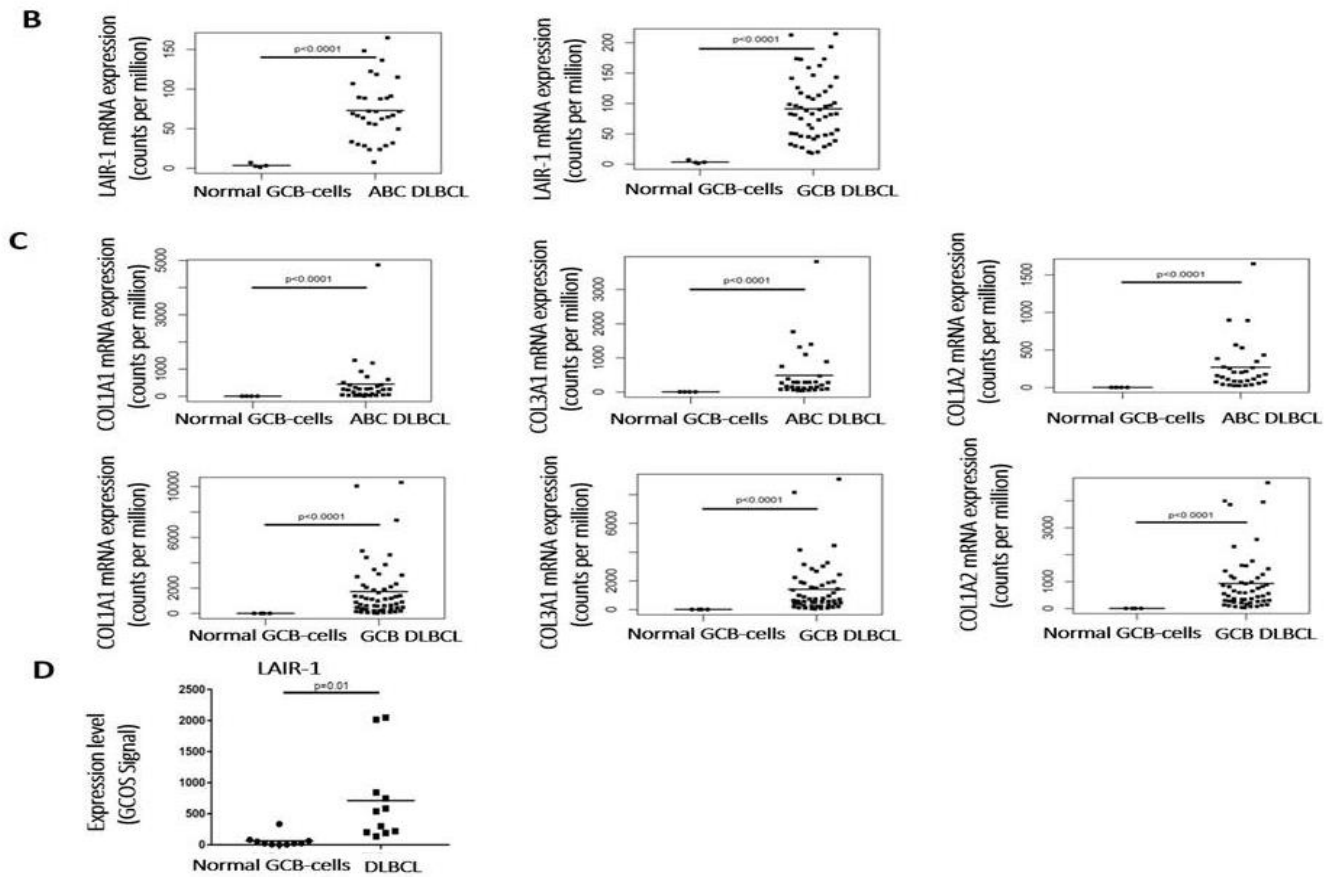 B
LAIR-1 mRNA expression
(counts per million)
0 50 100 150
p<0.0001
Normal GCB-cells ABC DLBCL
LAIR-1 mRNA expression
(counts per million)
0 50 100 150 200
p<0.0001
Normal GCB-cells GCB DLBCL
C
COL1A1 mRNA expression
(counts per million)
0 1000 3000 5000
p<0.0001
Normal GCB-cells ABC DLBCL
COL3A1 mRNA expression
(counts per million)
0 1000 2000 3000
p<0.0001
Normal GCB-cells ABC DLBCL
COL1A2 mRNA expression
(counts per million)
0 500 1000 1500
p<0.0001
Normal GCB-cells ABC DLBCL
COL1A1 mRNA expression
(counts per million)
0 2000 6000 10000
p<0.0001
Normal GCB-cells GCB DLBCL
COL3A1 mRNA expression
(counts per million)
0 2000 4000 6000
p<0.0001
Normal GCB-cells GCB DLBCL
COL1A2 mRNA expression
(counts per million)
0 1000 3000
p<0.0001
Normal GCB-cells GCB DLBCL
D
LAIR-1
p=0.01
Expression level
(GCOS Signal)
2500
2000
1500
1000
500
0
Normal GCB-cells DLBCL